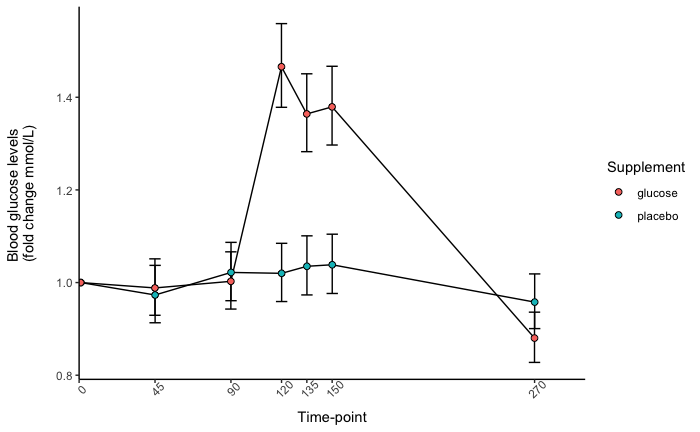 Blood glucose levels
(fold change mmol/L)
1.4
1.2
1.0
0.8
0
45
90
120
135
150
270
Time-point
Supplement
glucose
placebo